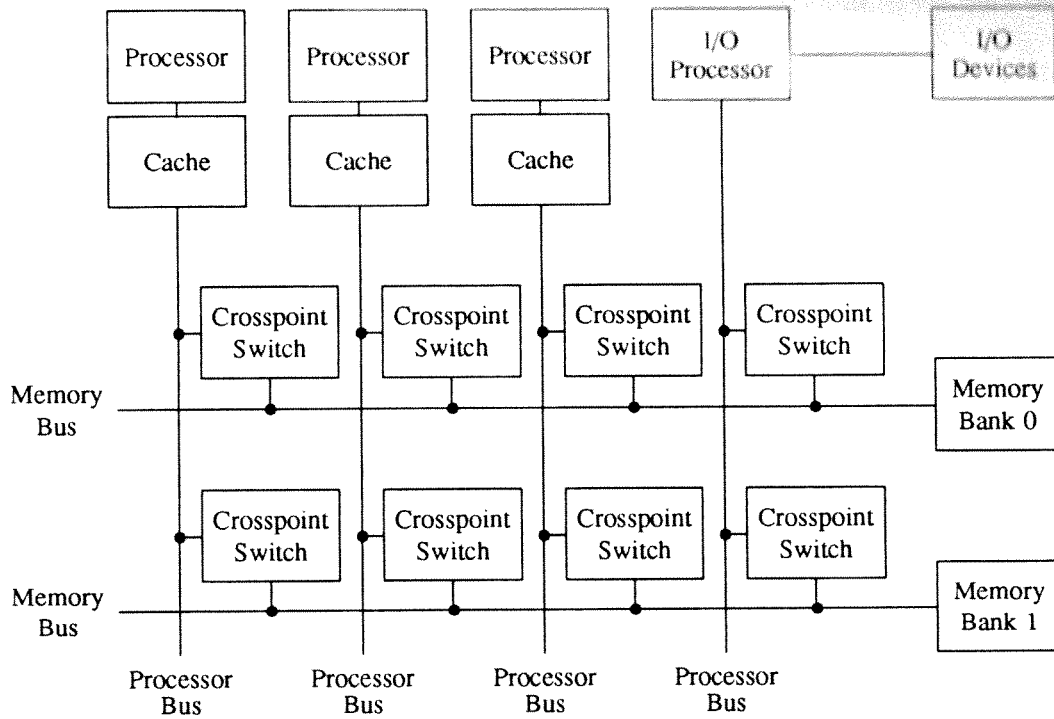 Processor
Processor
Processor
I/O
Processor
I/O
Devices
Cache
Cache
Cache
Crosspoint
Switch
Crosspoint
Switch
Crosspoint
Switch
Crosspoint
Switch
Memory
Bus
Memory
Bank 0
Crosspoint
Switch
Crosspoint
Switch
Crosspoint
Switch
Crosspoint
Switch
Memory
Bus
Memory
Bank 1
Processor
Bus
Processor
Bus
Processor
Bus
Processor
Bus